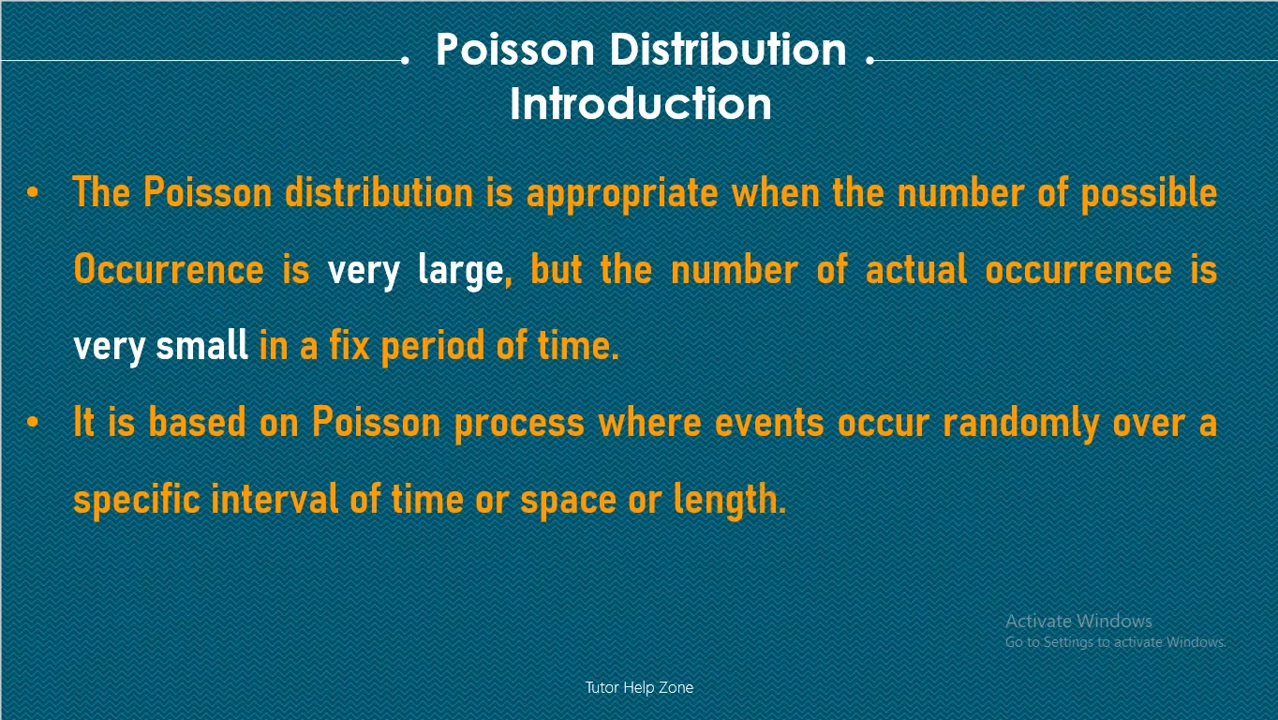 . Poisson Distribution .
Introduction
• The Poisson distribution is appropriate when the number of possible
Occurrence is very large, but the number of actual occurrence is
very small in a fix period of time.
• It is based on Poisson process where events occur randomly over a
specific interval of time or space or length.
Activate Windows
Go to Settings to activate Windows.
Tutor Help Zone